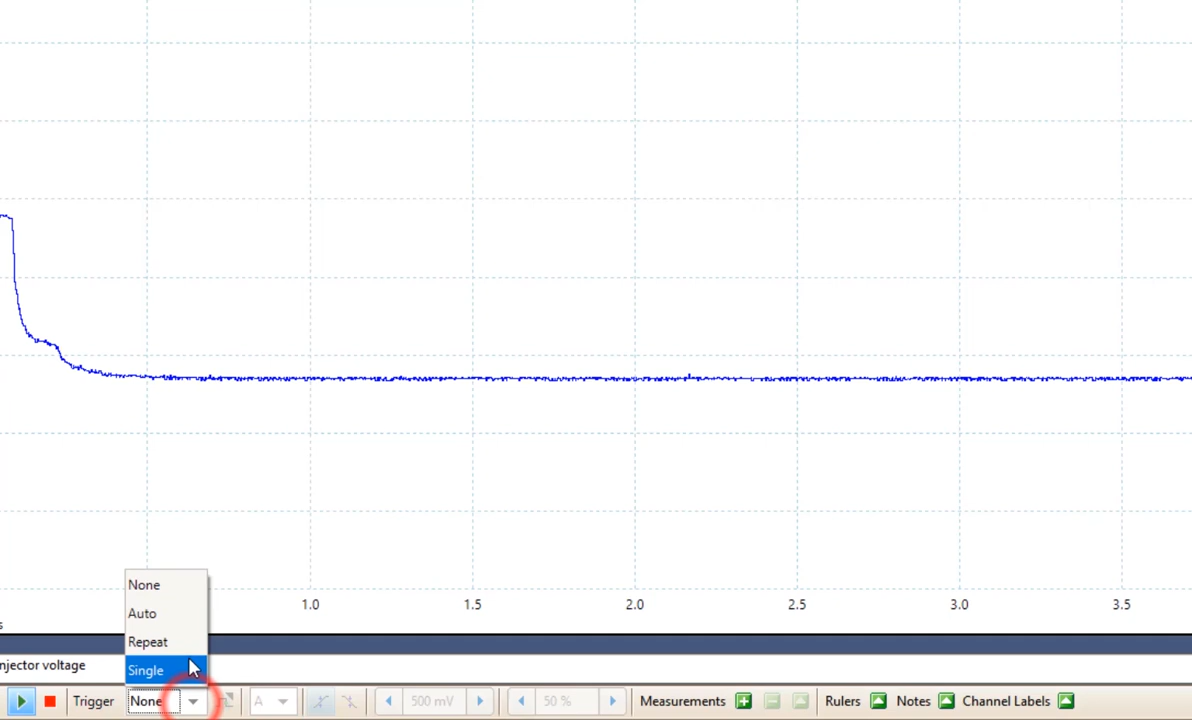 1.0 1.5 2.0 2.5 3.0 3.5
s
None
Auto
Repeat
Single
njector voltage
Trigger None A 500 mV 50 % Measurements Rulers Notes Channel Labels